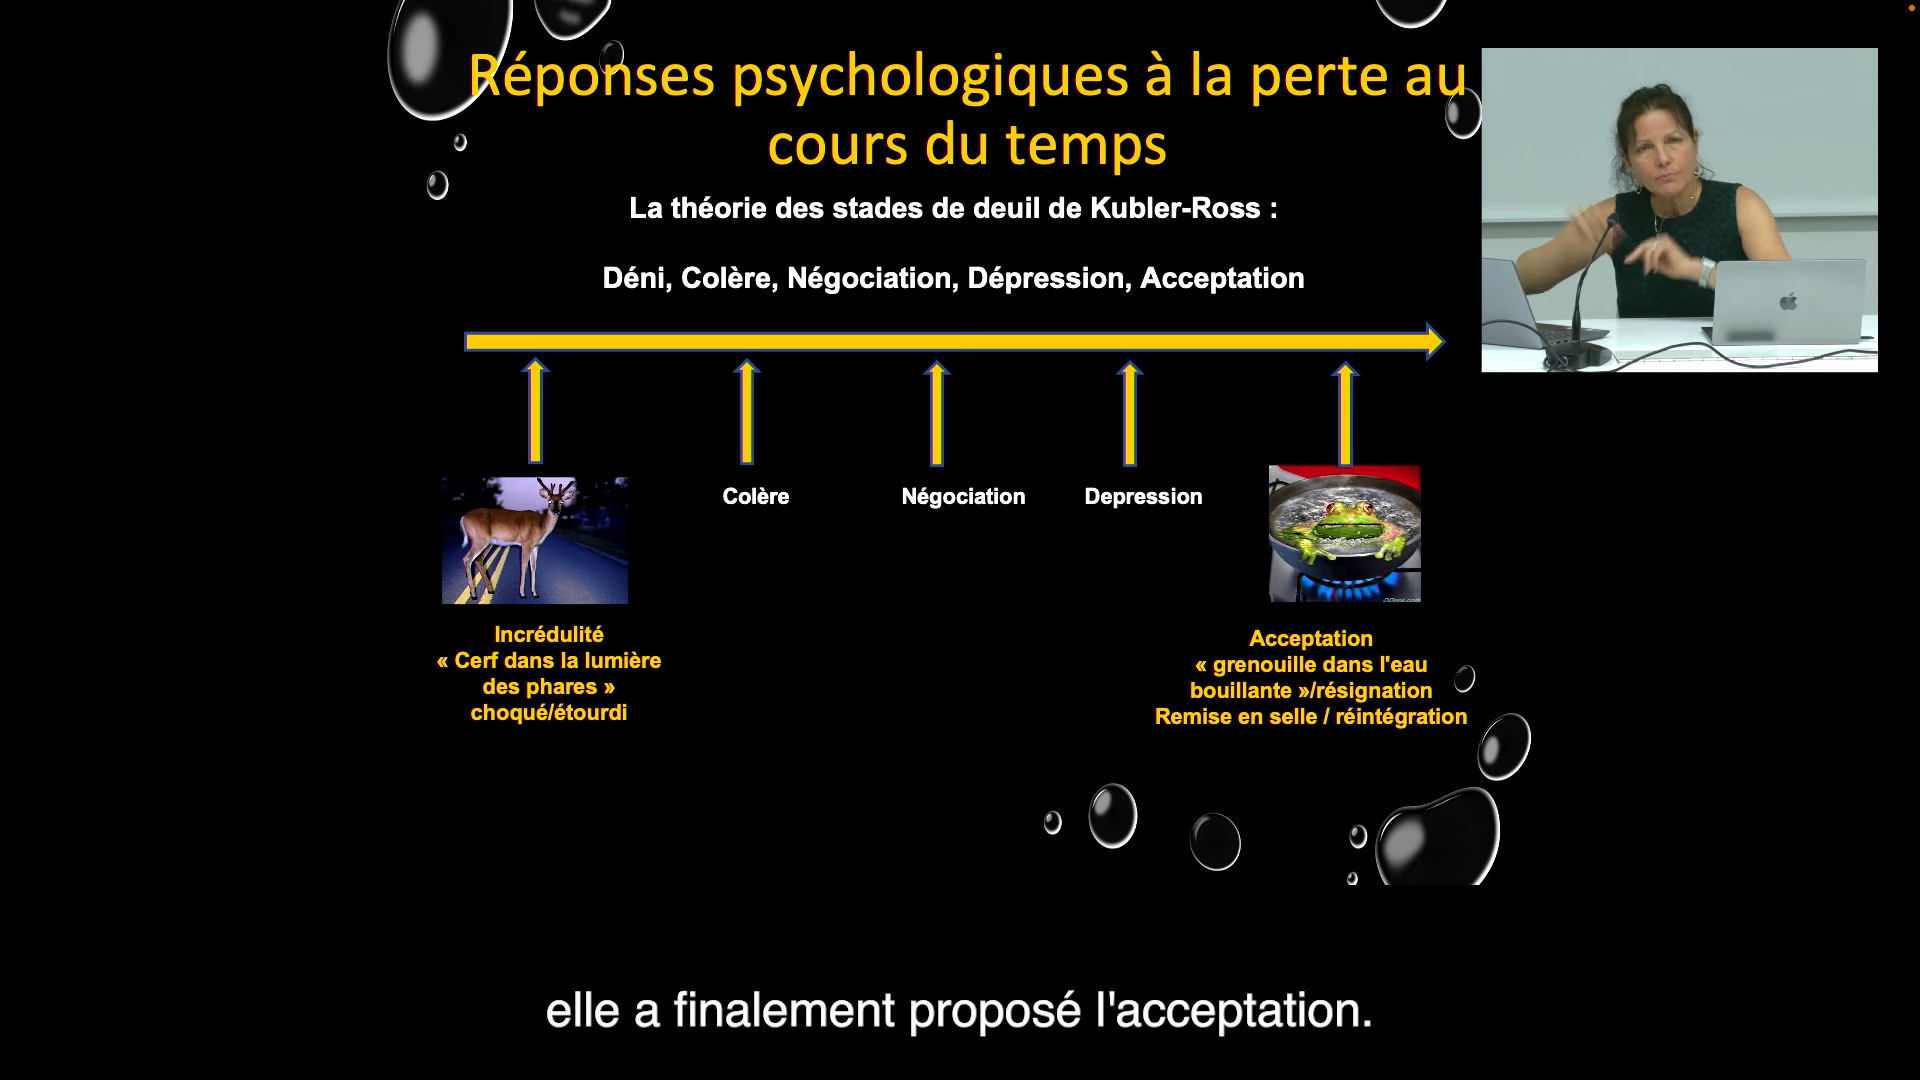 Réponses psychologiques à la perte au
cours du temps
La théorie des stades de deuil de Kubler-Ross :
Déni, Colère, Négociation, Dépression, Acceptation
Colère
Négociation
Depression
Incrédulité
« Cerf dans la lumière
des phares »
choqué/étourdi
Acceptation
« grenouille dans l'eau
bouillante »/résignation
Remise en selle / réintégration
elle a finalement proposé l'acceptation.